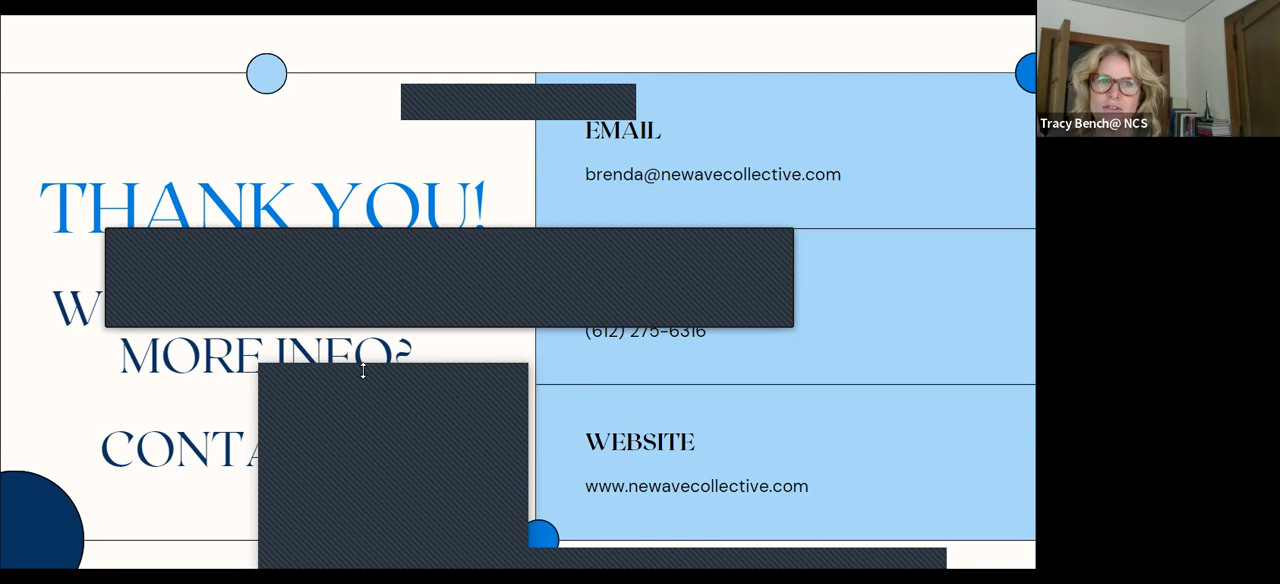 THANK YOU!
MORE INFO?
EMAIL
brenda@newavecollective.com
(612) 275-6316
WEBSITE
www.newavecollective.com
Tracy Bench@ NCS